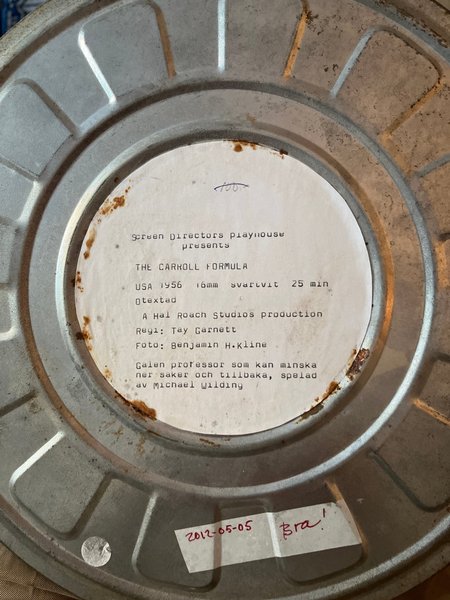 100
Screen Directors playhouse
presents
THE CARROLL FORMULA
USA 1956 16mm svartvit 25 min
Otextad
A Hal Roach Studios production
Regi: Tay Garnett
Foto: Benjamin H.Kline
Galen professor som kan minska
ner saker och tillbaka, spelad
av Michael Wilding
2012-05-05 Bra!